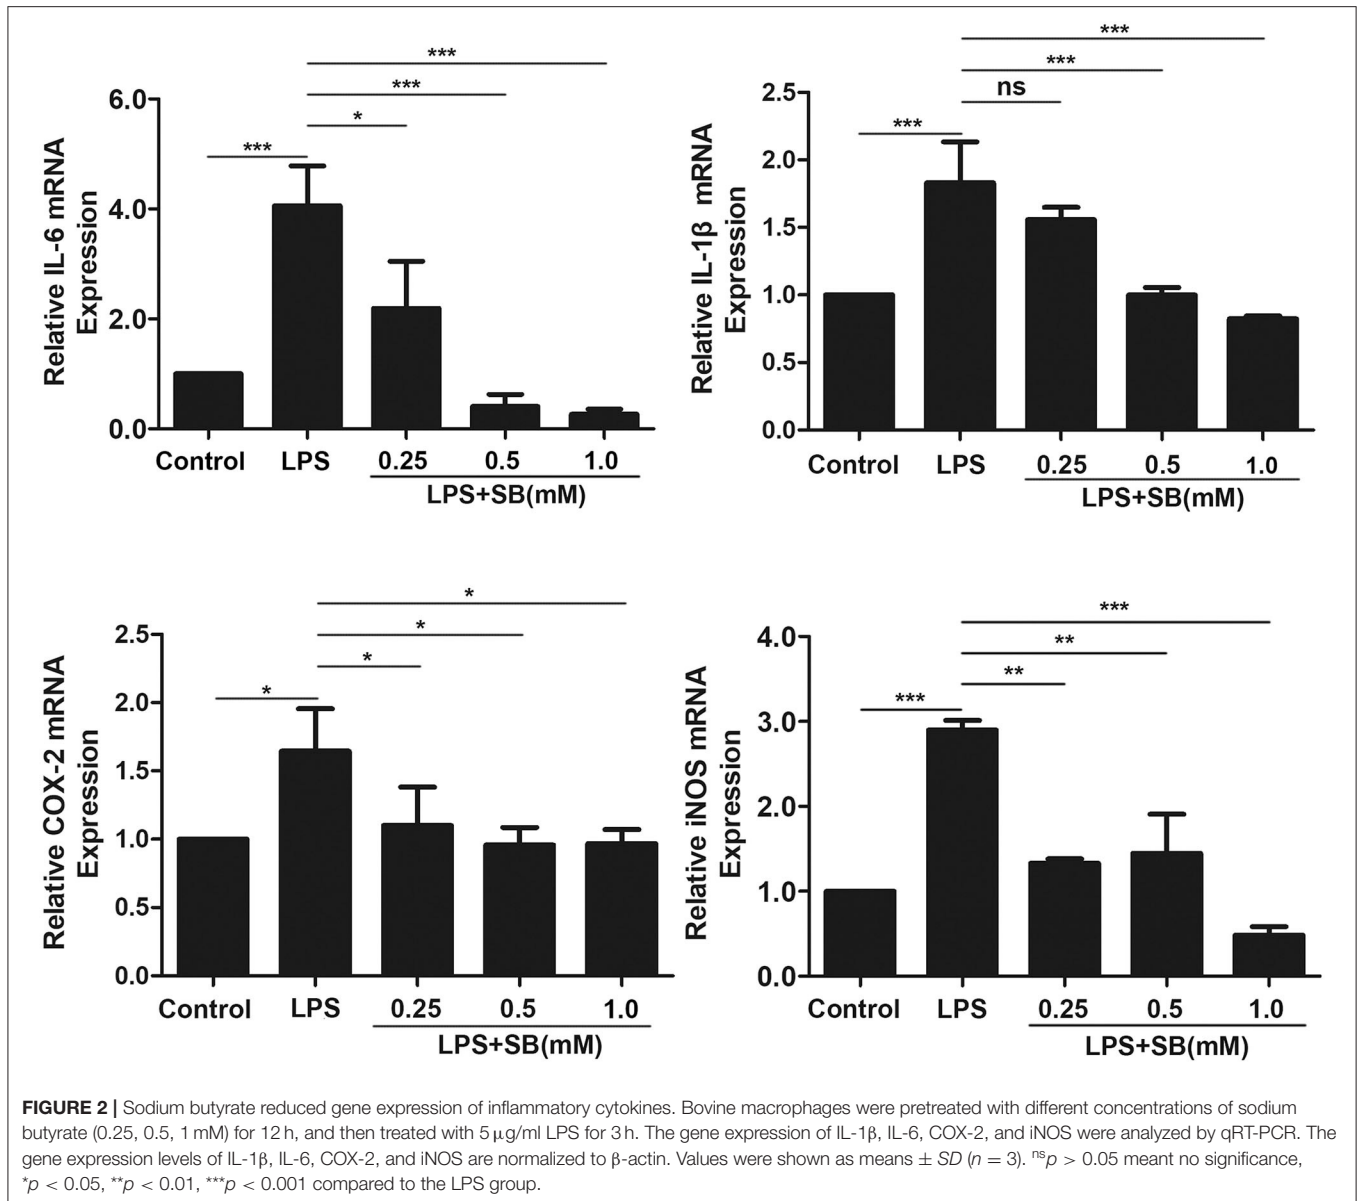 ***
***
*
***
6.0
4.0
2.0
0.0
Relative IL-6 mRNA
Expression
Control LPS 0.25 0.5 1.0
LPS+SB(mM)
***
***
ns
***
2.5
2.0
1.5
1.0
0.5
0.0
Relative IL-1β mRNA
Expression
Control LPS 0.25 0.5 1.0
LPS+SB(mM)
*
*
*
*
2.5
2.0
1.5
1.0
0.5
0.0
Relative COX-2 mRNA
Expression
Control LPS 0.25 0.5 1.0
LPS+SB(mM)
***
**
**
***
4.0
3.0
2.0
1.0
0.0
Relative iNOS mRNA
Expression
Control LPS 0.25 0.5 1.0
LPS+SB(mM)
FIGURE 2 | Sodium butyrate reduced gene expression of inflammatory cytokines. Bovine macrophages were pretreated with different concentrations of sodium
butyrate (0.25, 0.5, 1 mM) for 12 h, and then treated with 5 μg/ml LPS for 3 h. The gene expression of IL-1β, IL-6, COX-2, and iNOS were analyzed by qRT-PCR. The
gene expression levels of IL-1β, IL-6, COX-2, and iNOS are normalized to β-actin. Values were shown as means ± SD (n = 3). nsp > 0.05 meant no significance,
*p < 0.05, **p < 0.01, ***p < 0.001 compared to the LPS group.